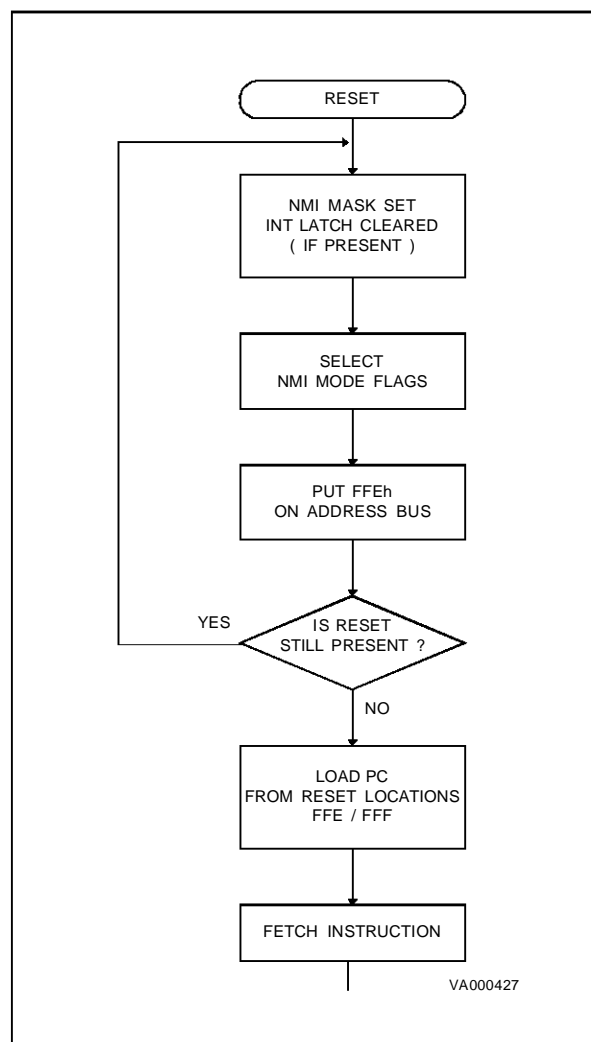 RESET
NMI MASK SET
INT LATCH CLEARED
( IF PRESENT )
SELECT
NMI MODE FLAGS
PUT FFEh
ON ADDRESS BUS
YES
IS RESET
STILL PRESENT ?
NO
LOAD PC
FROM RESET LOCATIONS
FFE / FFF
FETCH INSTRUCTION
VA000427